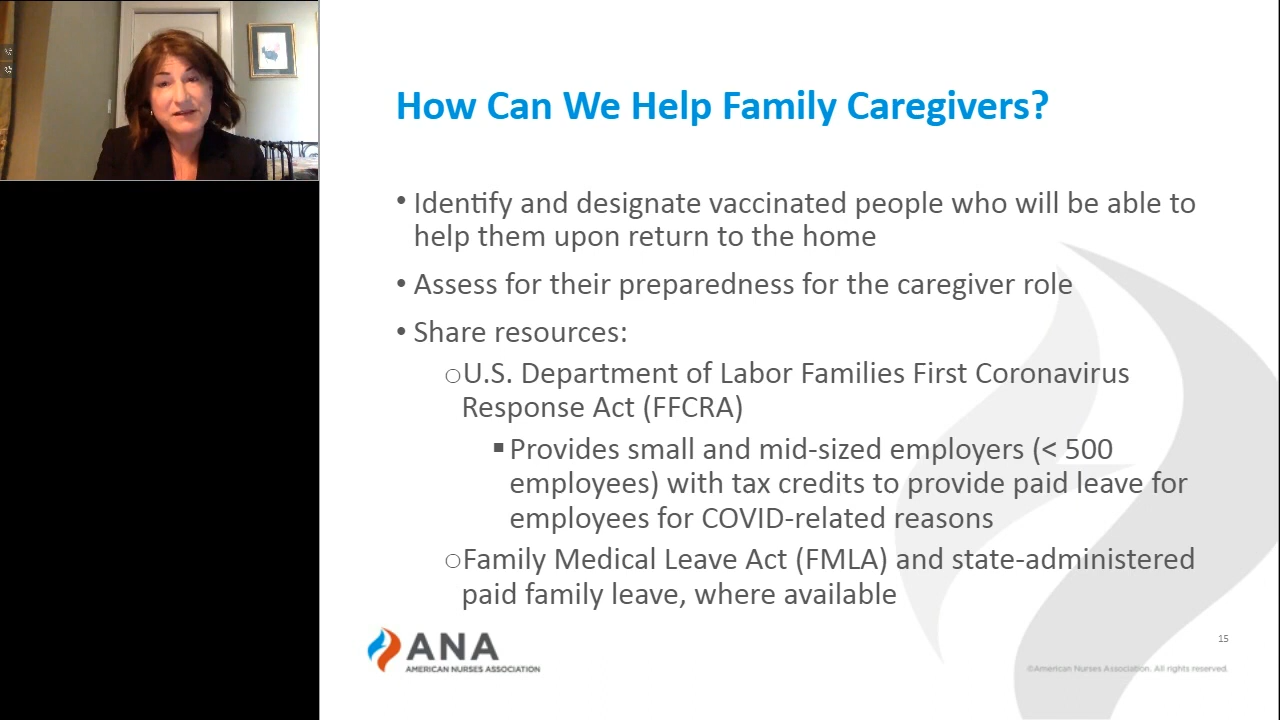 How Can We Help Family Caregivers?
• Identify and designate vaccinated people who will be able to
help them upon return to the home
• Assess for their preparedness for the caregiver role
• Share resources:
○U.S. Department of Labor Families First Coronavirus
Response Act (FFCRA)
▪ Provides small and mid-sized employers (< 500
employees) with tax credits to provide paid leave for
employees for COVID-related reasons
○Family Medical Leave Act (FMLA) and state-administered
paid family leave, where available
ANA
AMERICAN NURSES ASSOCIATION
15
©American Nurses Association. All rights reserved.